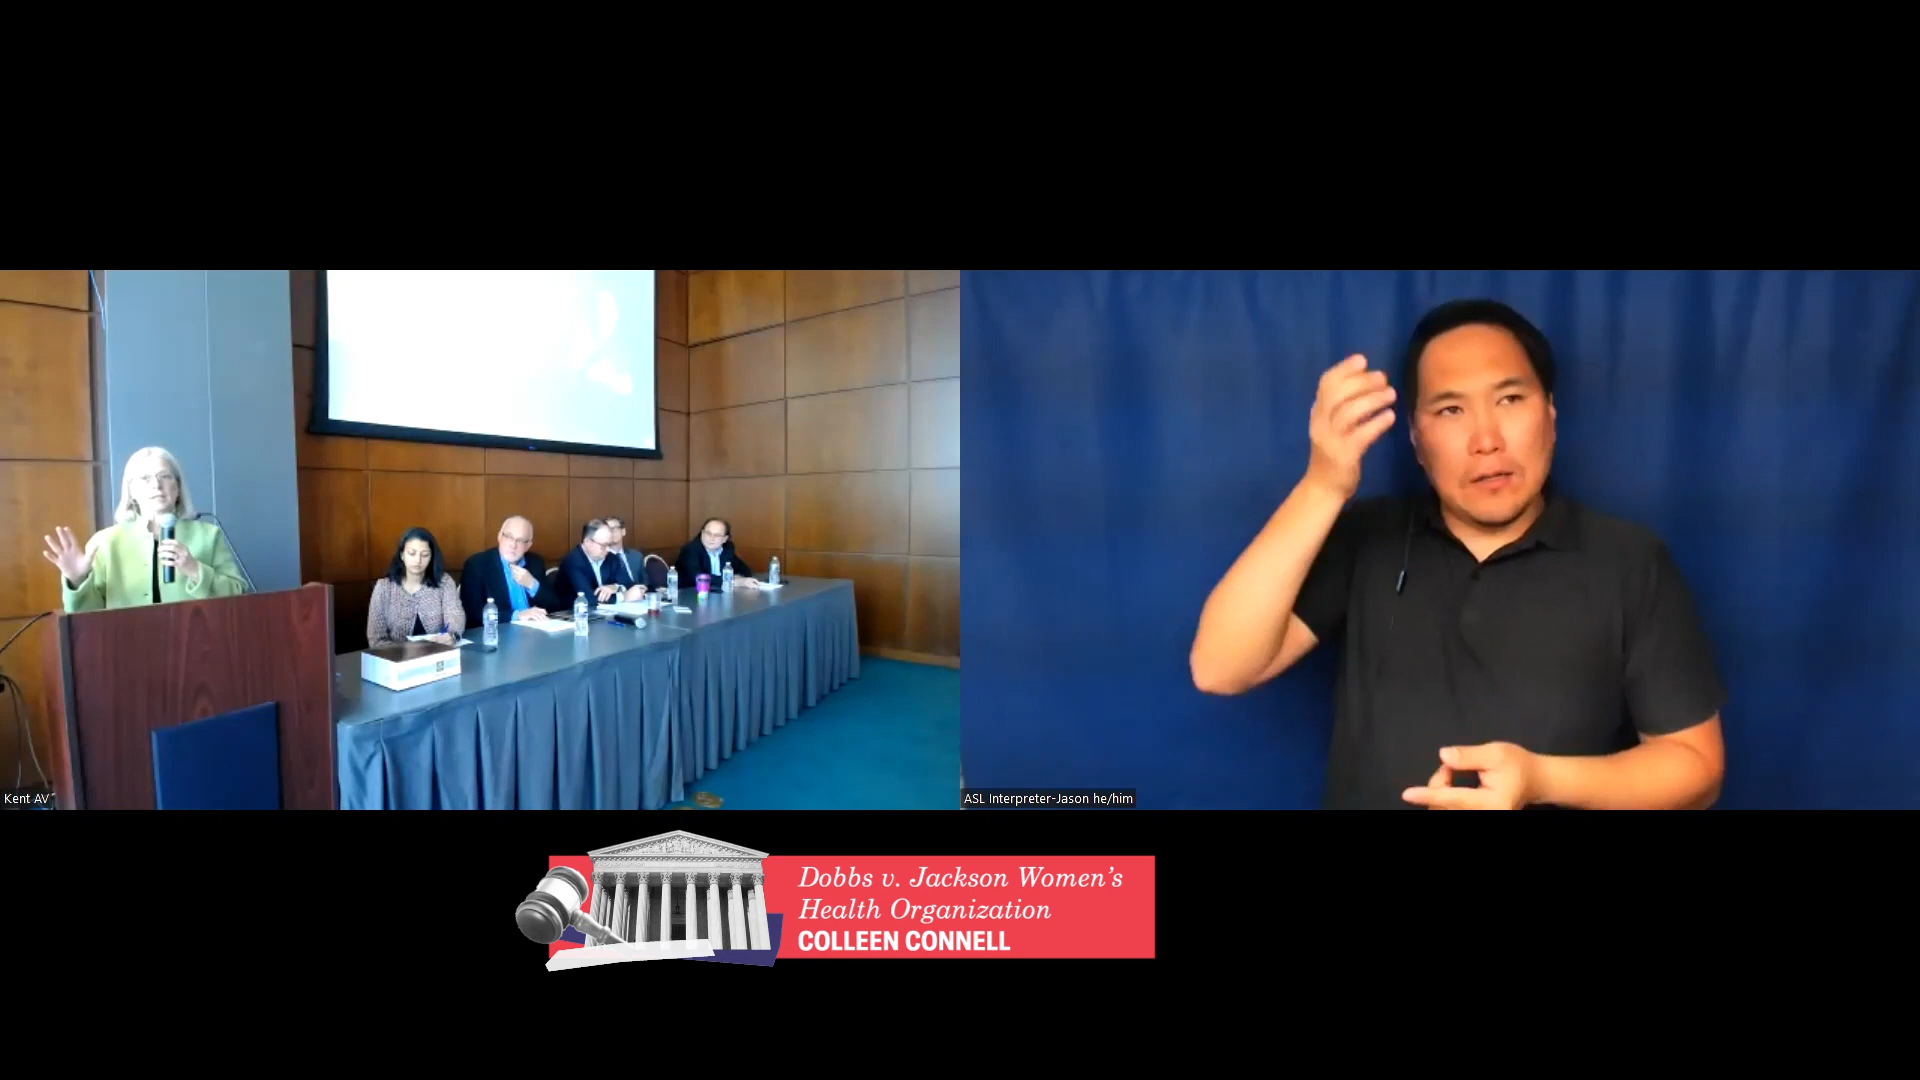 Kent AV
ASL Interpreter-Jason he/him
Dobbs v. Jackson Women's
Health Organization
COLLEEN CONNELL